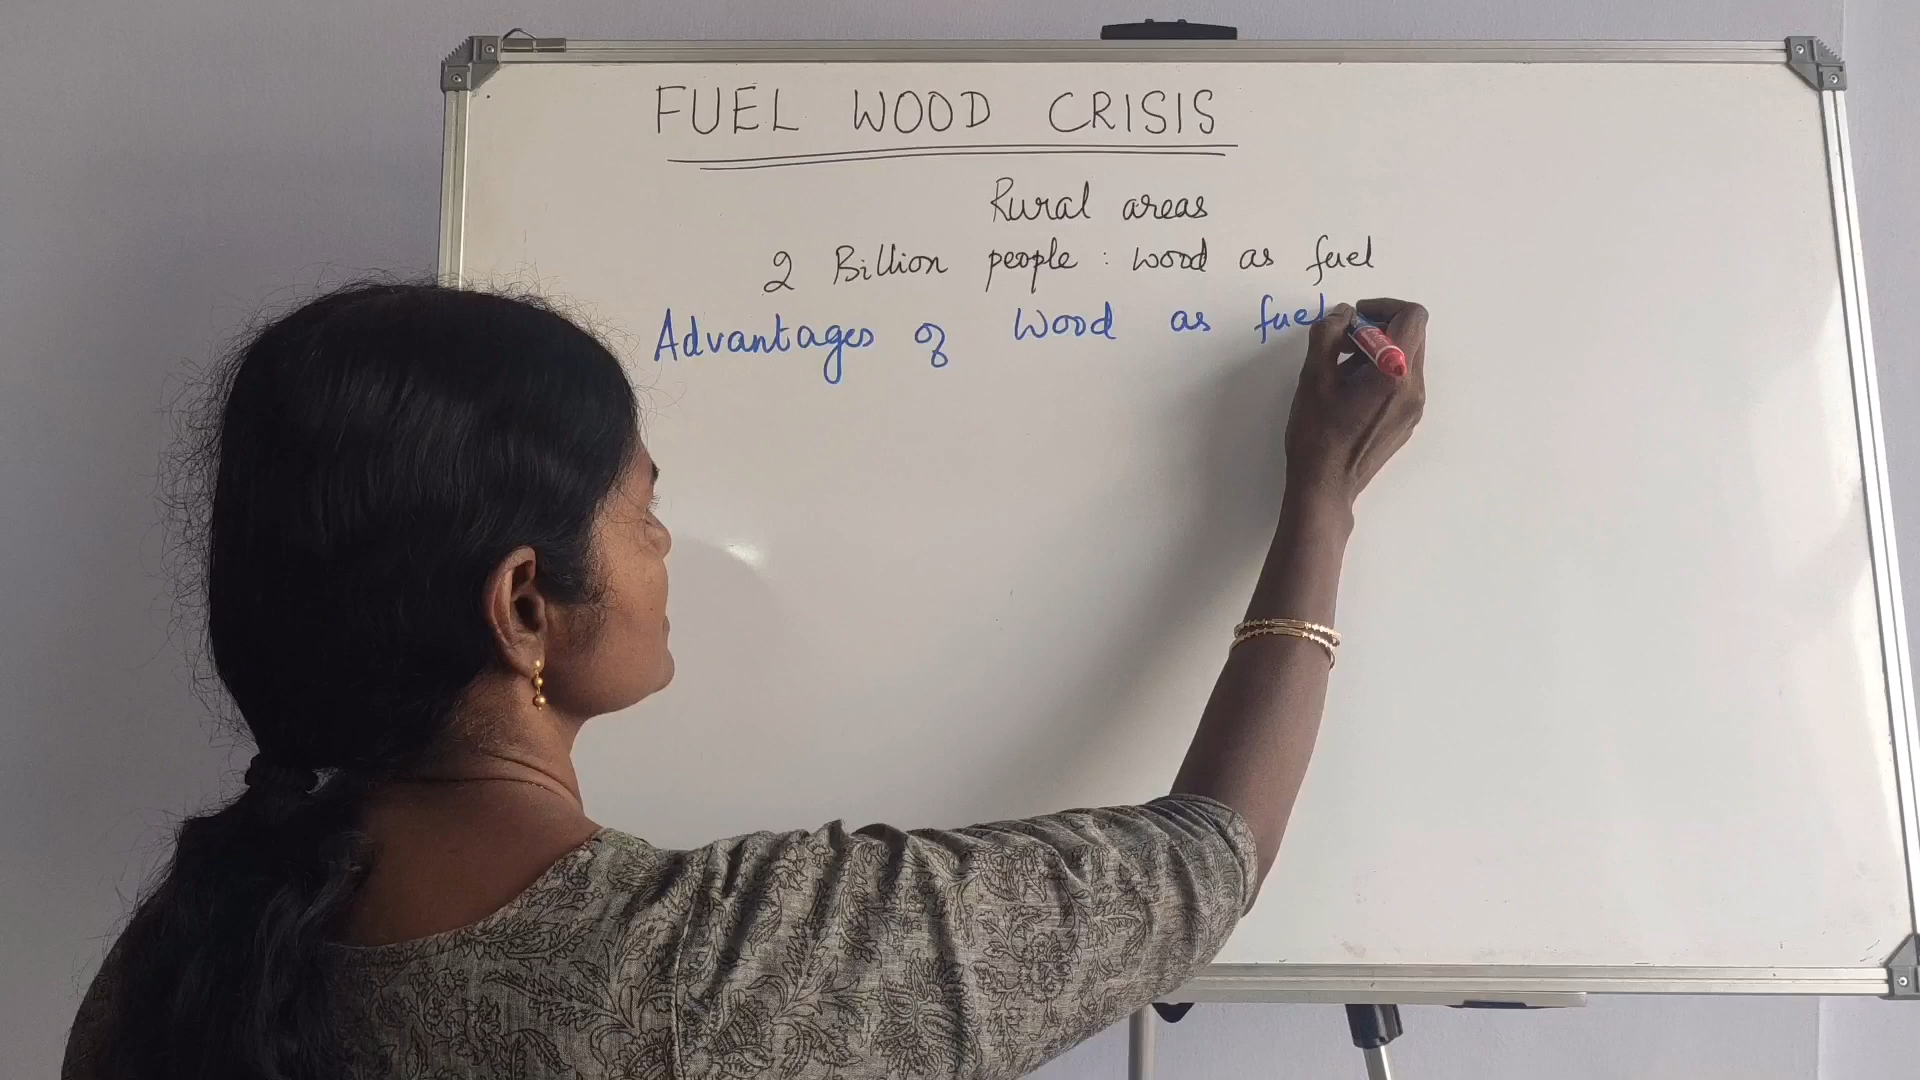 FUEL WOOD CRISIS
Rural areas
2 Billion people : wood as fuel
Advantages of Wood as fuel